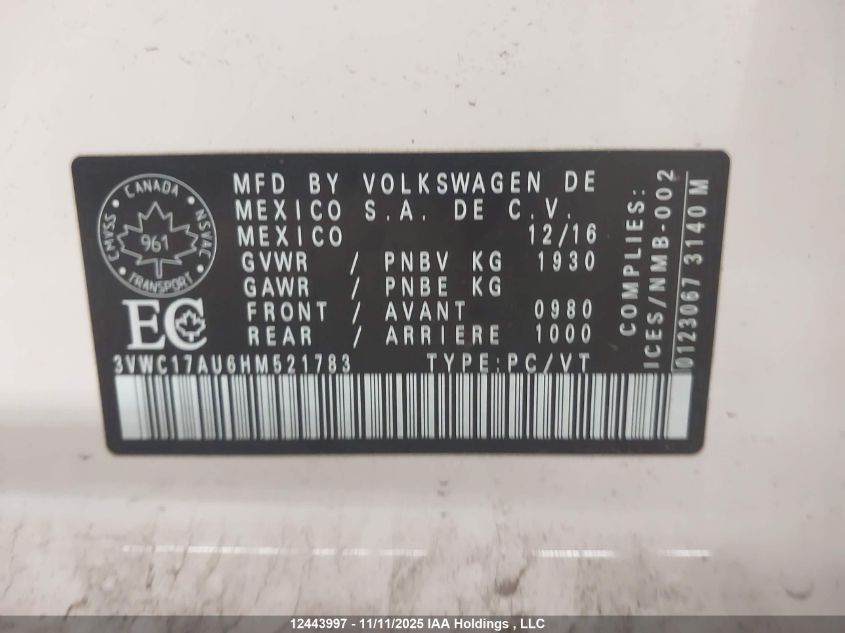 CANADA
CMVSS 961 NSVAC
TRANSPORT
EC
MFD BY VOLKSWAGEN DE
MEXICO S.A. DE C.V.
MEXICO 12/16
GVWR / PNBV KG 1930
GAWR / PNBE KG
FRONT / AVANT 0980
REAR / ARRIERE 1000
3VWC17AU6HM521783 TYPE:PC/VT
COMPLIES:
ICES/NMB-002
0123067 3140 M
12443997 - 11/11/2025 IAA Holdings , LLC